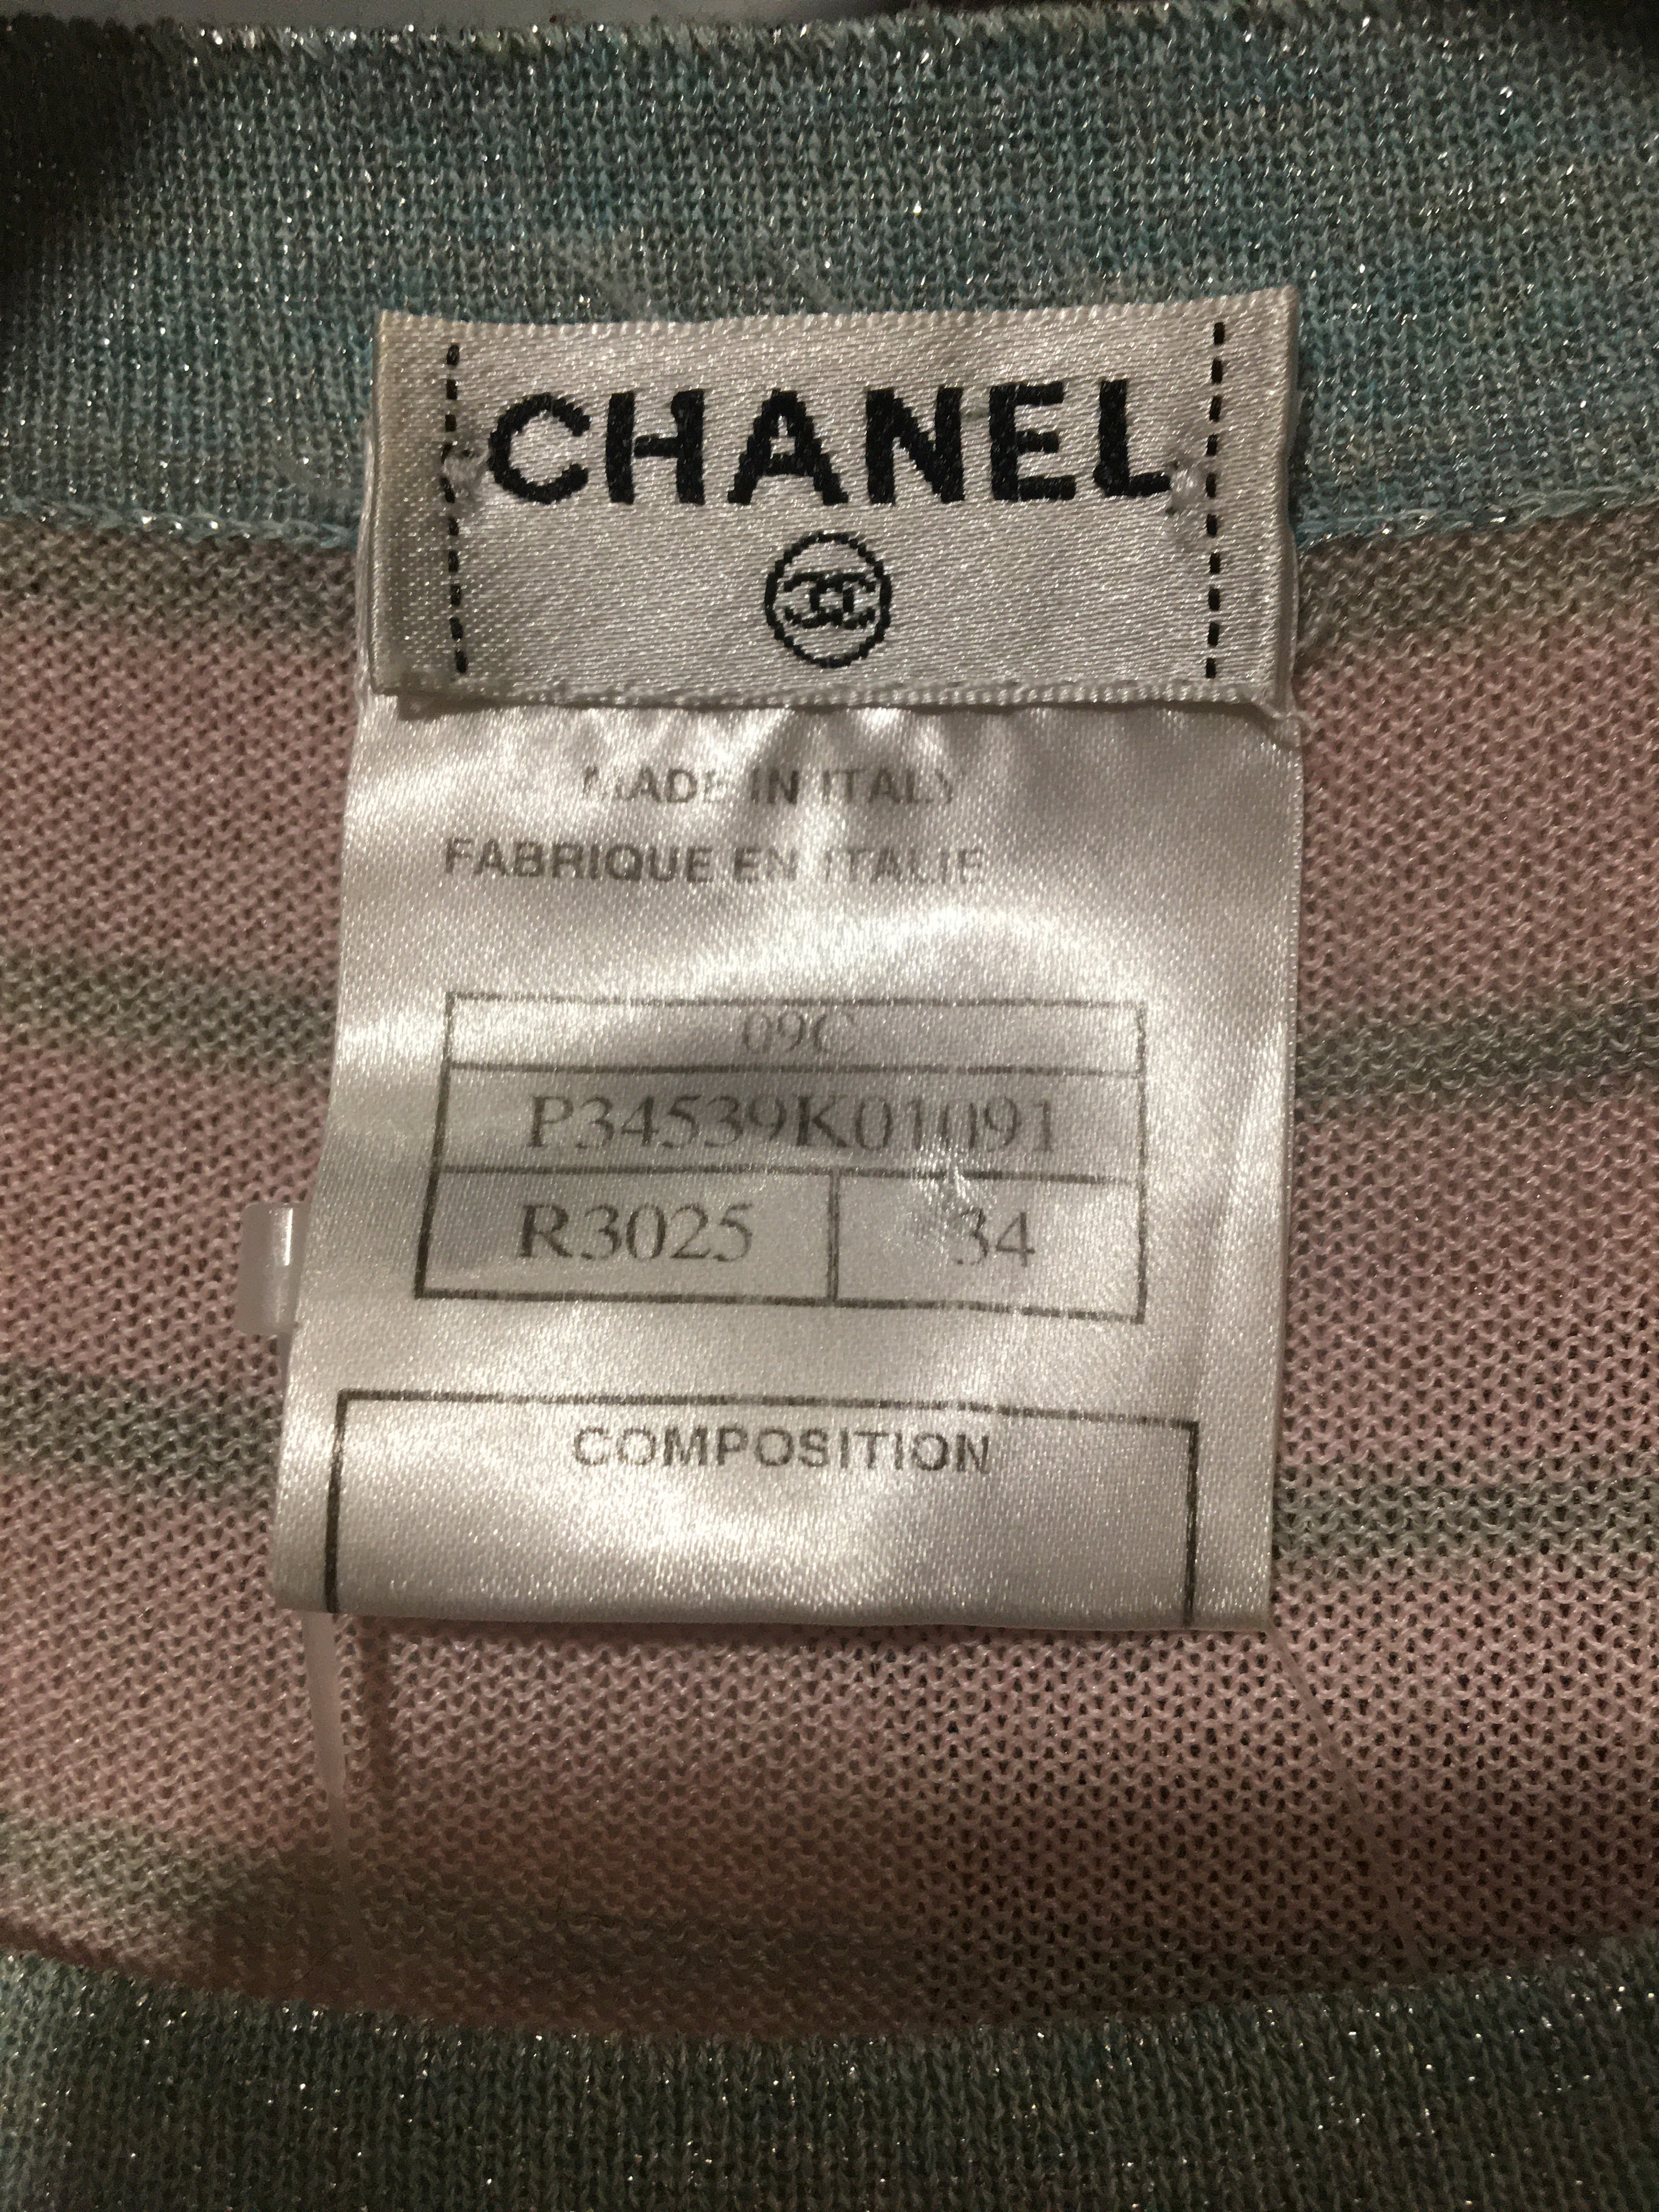 CHANEL
MADE IN ITALY
FABRIQUE EN ITALIE
09C
P34539K01091
R3025 34
COMPOSITION